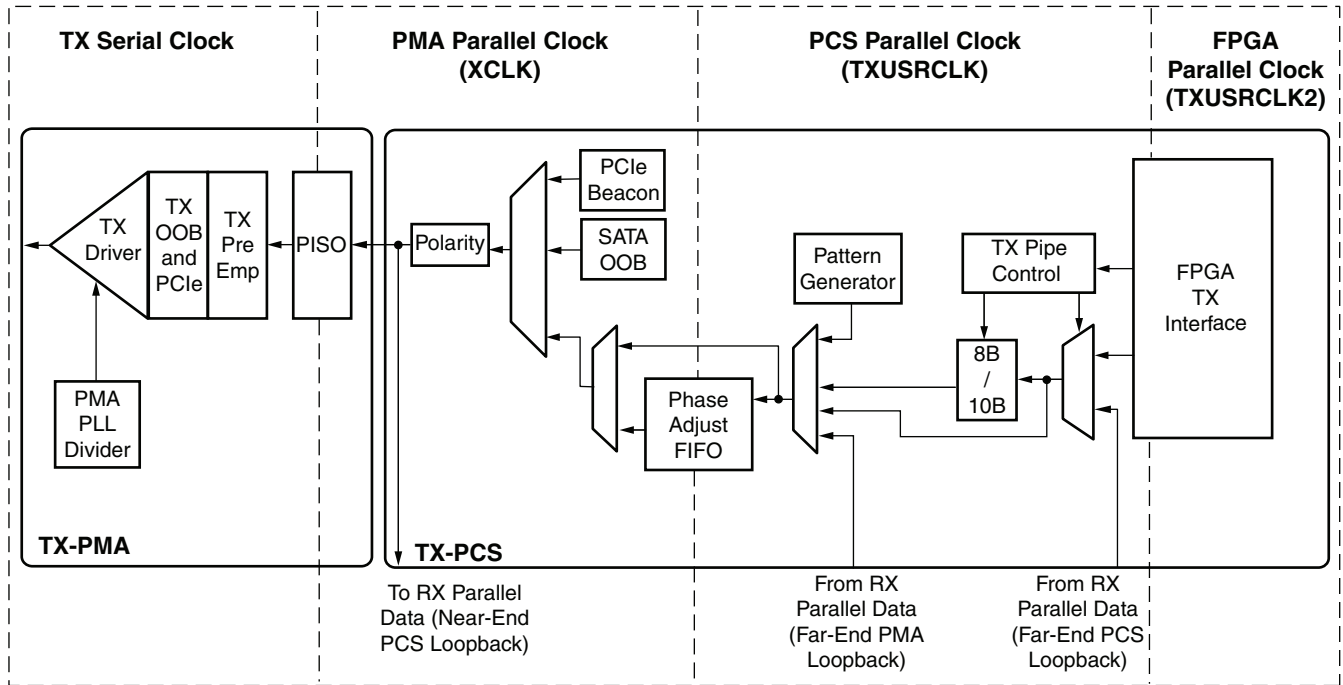 TX Serial Clock
PMA Parallel Clock
(XCLK)
PCS Parallel Clock
(TXUSRCLK)
FPGA
Parallel Clock
(TXUSRCLK2)
TX
Driver
TX
OOB
and
PCIe
TX
Pre
Emp
PISO
Polarity
PCIe
Beacon
SATA
OOB
Pattern
Generator
TX Pipe
Control
FPGA
TX
Interface
8B
/
10B
Phase
Adjust
FIFO
PMA
PLL
Divider
TX-PMA
TX-PCS
To RX Parallel
Data (Near-End
PCS Loopback)
From RX
Parallel Data
(Far-End PMA
Loopback)
From RX
Parallel Data
(Far-End PCS
Loopback)